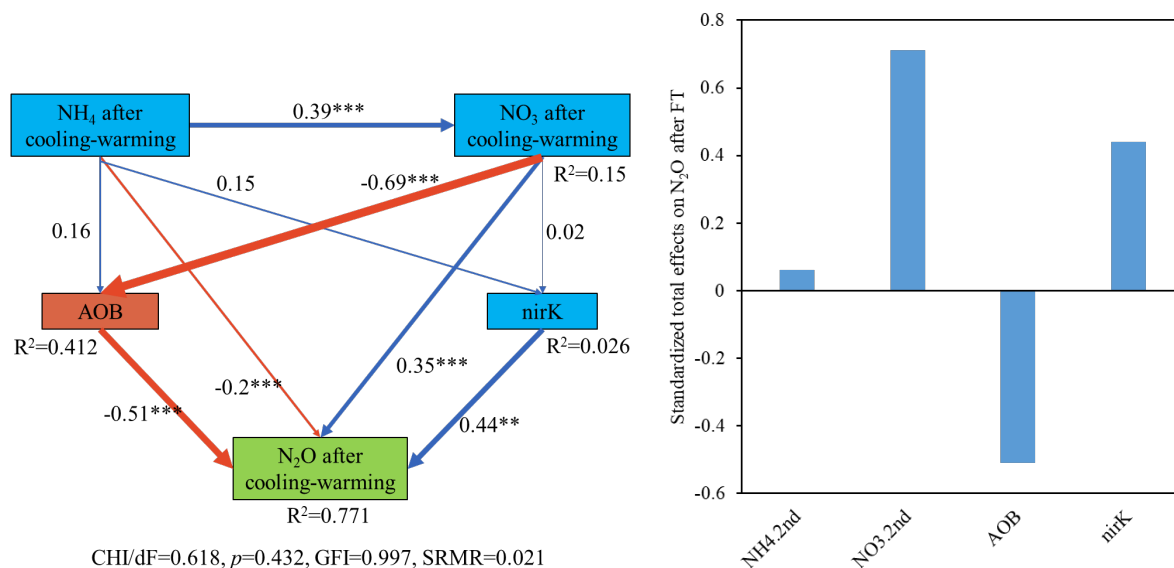 NH₄ after
cooling-warming
0.39***
NO₃ after
cooling-warming
R²=0.15
-0.69***
0.15
0.16
0.02
AOB
R²=0.412
nirK
R²=0.026
0.35***
-0.2***
-0.51***
0.44**
N₂O after
cooling-warming
R²=0.771
CHI/dF=0.618, p=0.432, GFI=0.997, SRMR=0.021
Standardized total effects on N₂O after FT
0.8
0.6
0.4
0.2
0
-0.2
-0.4
-0.6
NH4.2nd
NO3.2nd
AOB
nirK